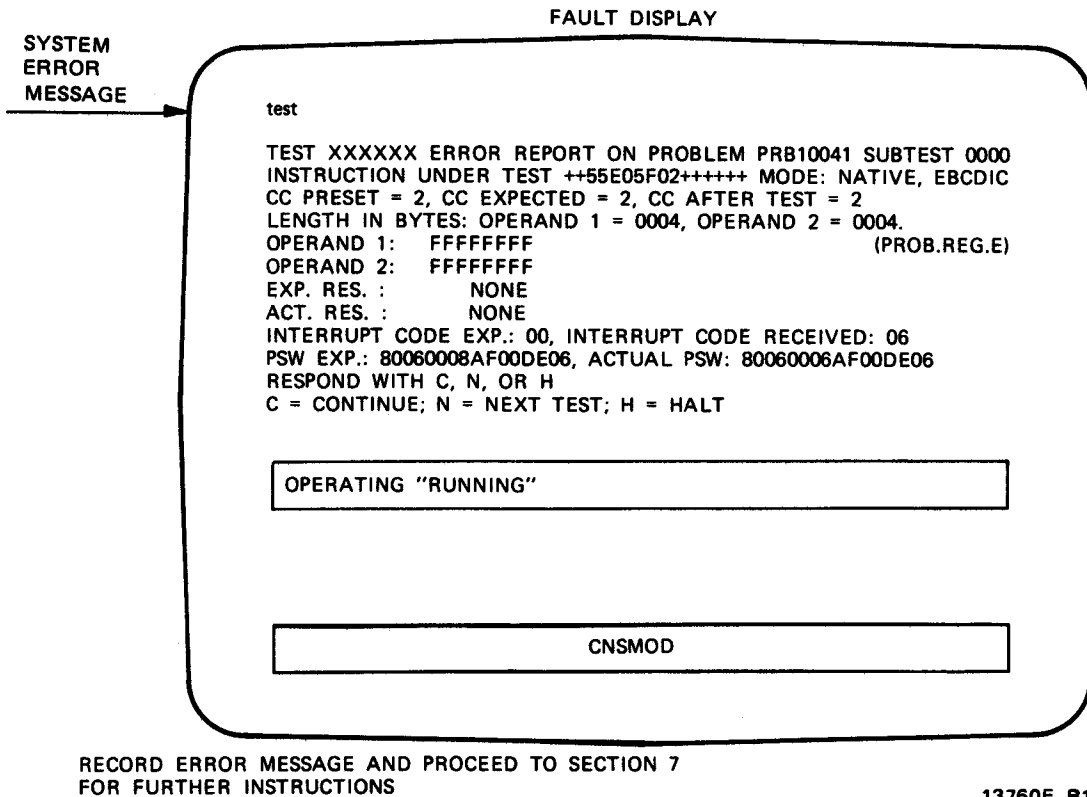 FAULT DISPLAY
SYSTEM
ERROR
MESSAGE
test
TEST XXXXXX ERROR REPORT ON PROBLEM PRB10041 SUBTEST 0000
INSTRUCTION UNDER TEST ++55E05F02++++++ MODE: NATIVE, EBCDIC
CC PRESET = 2, CC EXPECTED = 2, CC AFTER TEST = 2
LENGTH IN BYTES: OPERAND 1 = 0004, OPERAND 2 = 0004.
OPERAND 1: FFFFFFFF (PROB.REG.E)
OPERAND 2: FFFFFFFF
EXP. RES. : NONE
ACT. RES. : NONE
INTERRUPT CODE EXP.: 00, INTERRUPT CODE RECEIVED: 06
PSW EXP.: 80060008AF00DE06, ACTUAL PSW: 80060006AF00DE06
RESPOND WITH C, N, OR H
C = CONTINUE; N = NEXT TEST; H = HALT
OPERATING "RUNNING"
CNSMOD
RECORD ERROR MESSAGE AND PROCEED TO SECTION 7
FOR FURTHER INSTRUCTIONS